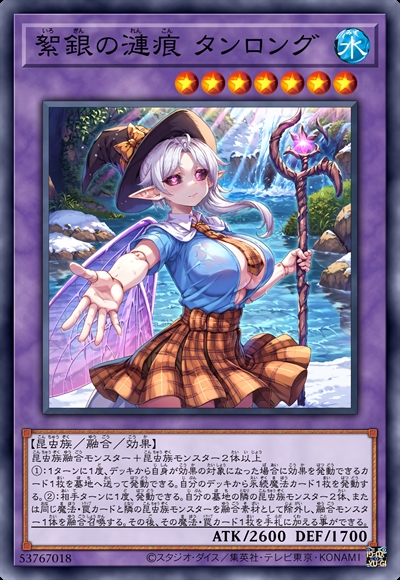 絮銀の漣痕 タンロング
水
[昆虫族／融合／効果]
昆虫族融合モンスター＋昆虫族モンスター2体以上
①:1ターンに1度、デッキから自身が効果の対象になった場合に効果を発動できるカード1枚を墓地へ送って発動できる。自分のデッキから永続魔法カード1枚を発動する。②:相手ターンに1度、発動できる。自分の墓地の
昆虫族モンスター2体、または同じ魔法・罠カードと
昆虫族モンスターを融合素材として除外し、融合モンスター1体を融合召喚する。その後、その魔法・罠カード1枚を手札に加える事ができる。
ATK/2600 DEF/1700
53767018
©スタジオ・ダイス／集英社・テレビ東京・KONAMI